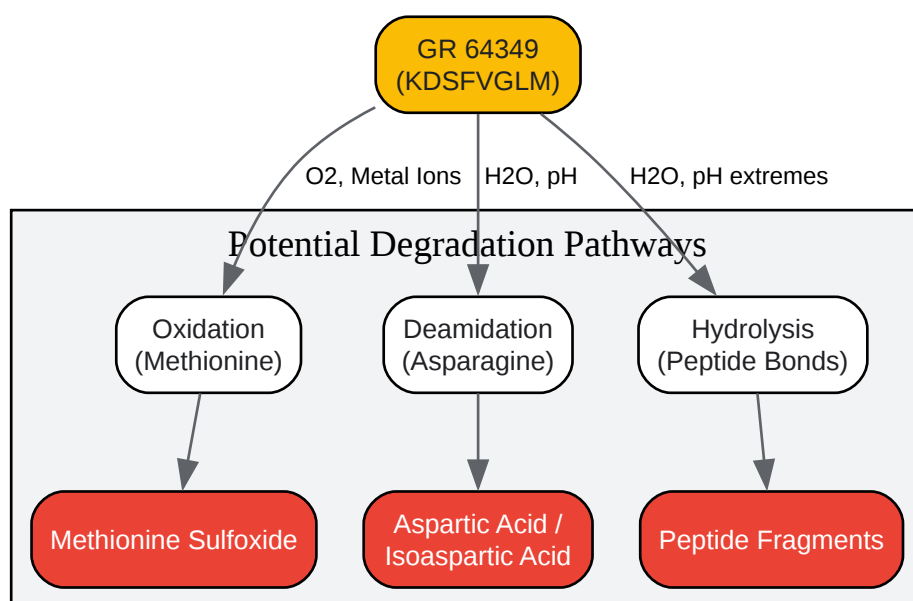 GR 64349
(KDSFVGLM)
O2, Metal Ions
H2O, pH
H2O, pH extremes
Potential Degradation Pathways
Oxidation
(Methionine)
Deamidation
(Asparagine)
Hydrolysis
(Peptide Bonds)
Methionine Sulfoxide
Aspartic Acid /
Isoaspartic Acid
Peptide Fragments